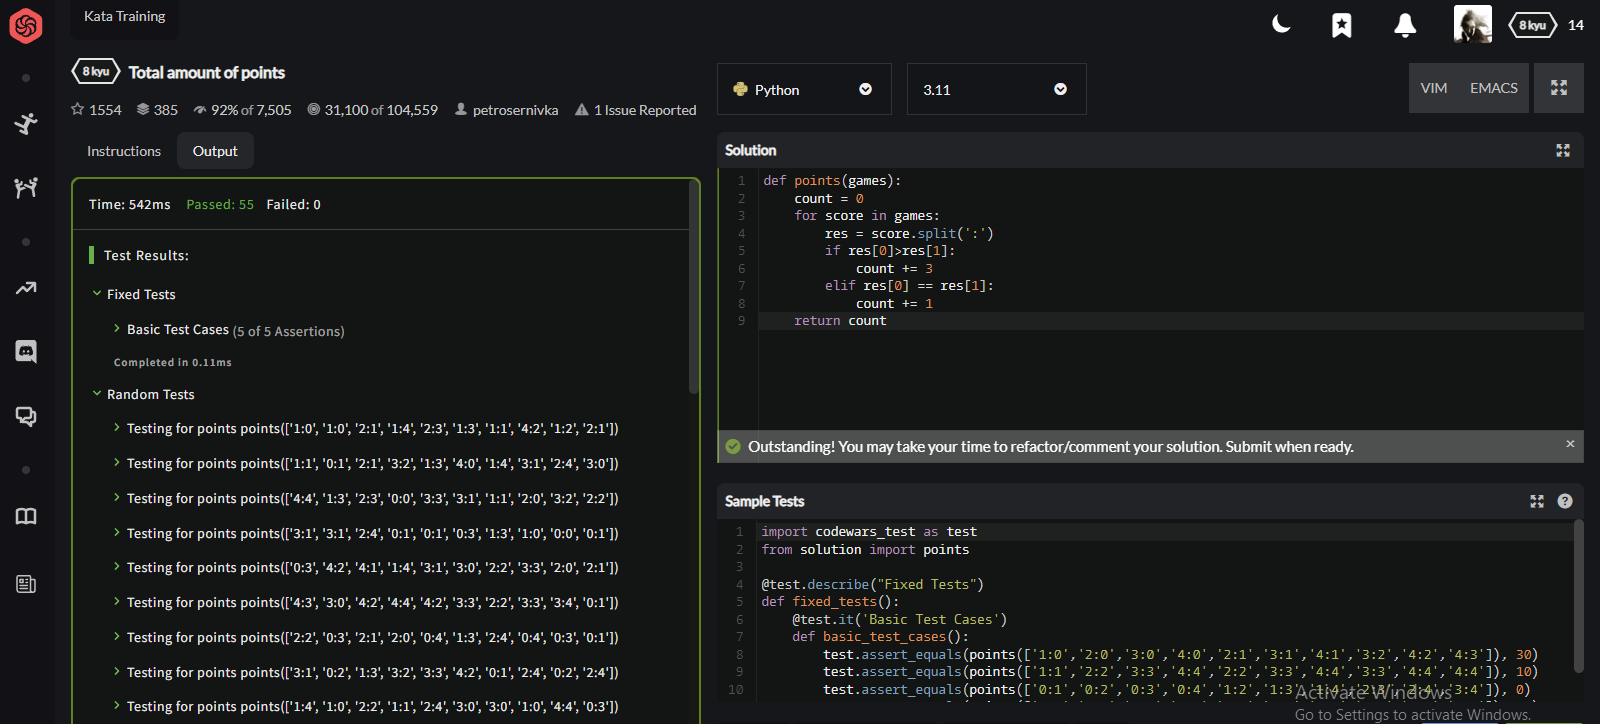 Kata Training
8 kyu 14
8 kyu Total amount of points
1554 385 92% of 7,505 31,100 of 104,559 petrosernivka 1 Issue Reported
Instructions Output
Time: 542ms Passed: 55 Failed: 0
Test Results:
Fixed Tests
Basic Test Cases (5 of 5 Assertions)
Completed in 0.11ms
Random Tests
Testing for points points(['1:0', '1:0', '2:1', '1:4', '2:3', '1:3', '1:1', '4:2', '1:2', '2:1'])
Testing for points points(['1:1', '0:1', '2:1', '3:2', '1:3', '4:0', '1:4', '3:1', '2:4', '3:0'])
Testing for points points(['4:4', '1:3', '2:3', '0:0', '3:3', '3:1', '1:1', '2:0', '3:2', '2:2'])
Testing for points points(['3:1', '3:1', '2:4', '0:1', '0:1', '0:3', '1:3', '1:0', '0:0', '0:1'])
Testing for points points(['0:3', '4:2', '4:1', '1:4', '3:1', '3:0', '2:2', '3:3', '2:0', '2:1'])
Testing for points points(['4:3', '3:0', '4:2', '4:4', '4:2', '3:3', '2:2', '3:3', '3:4', '0:1'])
Testing for points points(['2:2', '0:3', '2:1', '2:0', '0:4', '1:3', '2:4', '0:4', '0:3', '0:1'])
Testing for points points(['3:1', '0:2', '1:3', '3:2', '3:3', '4:2', '0:1', '2:4', '0:2', '2:4'])
Testing for points points(['1:4', '1:0', '2:2', '1:1', '2:4', '3:0', '3:0', '1:0', '4:4', '0:3'])
Python 3.11 VIM EMACS
Solution
1 def points(games):
2 count = 0
3 for score in games:
4 res = score.split(':')
5 if res[0]>res[1]:
6 count += 3
7 elif res[0] == res[1]:
8 count += 1
9 return count
Outstanding! You may take your time to refactor/comment your solution. Submit when ready. ×
Sample Tests ?
1 import codewars_test as test
2 from solution import points
3
4 @test.describe("Fixed Tests")
5 def fixed_tests():
6 @test.it('Basic Test Cases')
7 def basic_test_cases():
8 test.assert_equals(points(['1:0','2:0','3:0','4:0','2:1','3:1','4:1','3:2','4:2','4:3']), 30)
9 test.assert_equals(points(['1:1','2:2','3:3','4:4','2:2','3:3','4:4','3:3','4:4','4:4']), 10)
10 test.assert_equals(points(['0:1','0:2','0:3','0:4','1:2','1:3','1:4','2:3','2:4','3:4']), 0)
Activate Windows
Go to Settings to activate Windows.